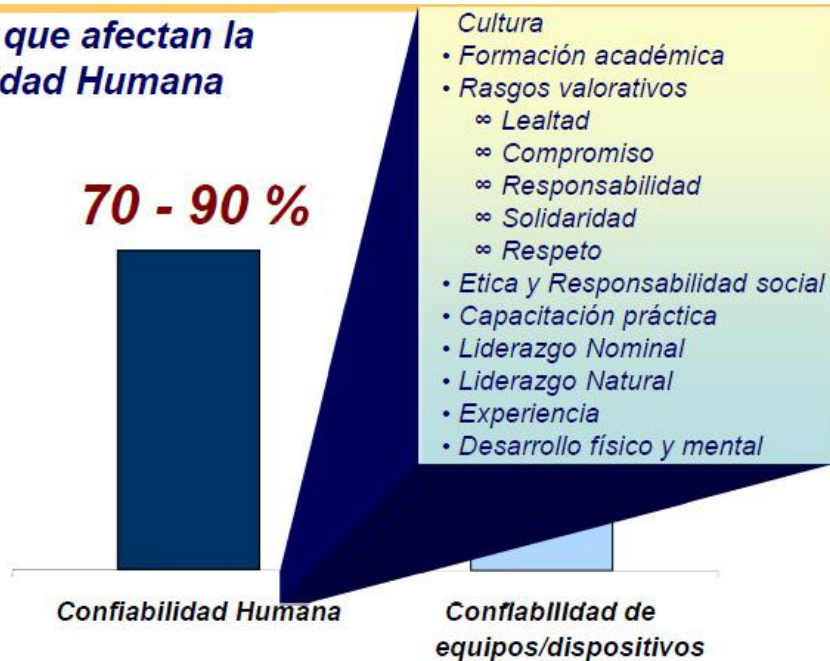 que afectan la
dad Humana
70 - 90 %
Cultura
• Formación académica
• Rasgos valorativos
∞ Lealtad
∞ Compromiso
∞ Responsabilidad
∞ Solidaridad
∞ Respeto
• Etica y Responsabilidad social
• Capacitación práctica
• Liderazgo Nominal
• Liderazgo Natural
• Experiencia
• Desarrollo físico y mental
Confiabilidad Humana
Confiabilidad de
equipos/dispositivos